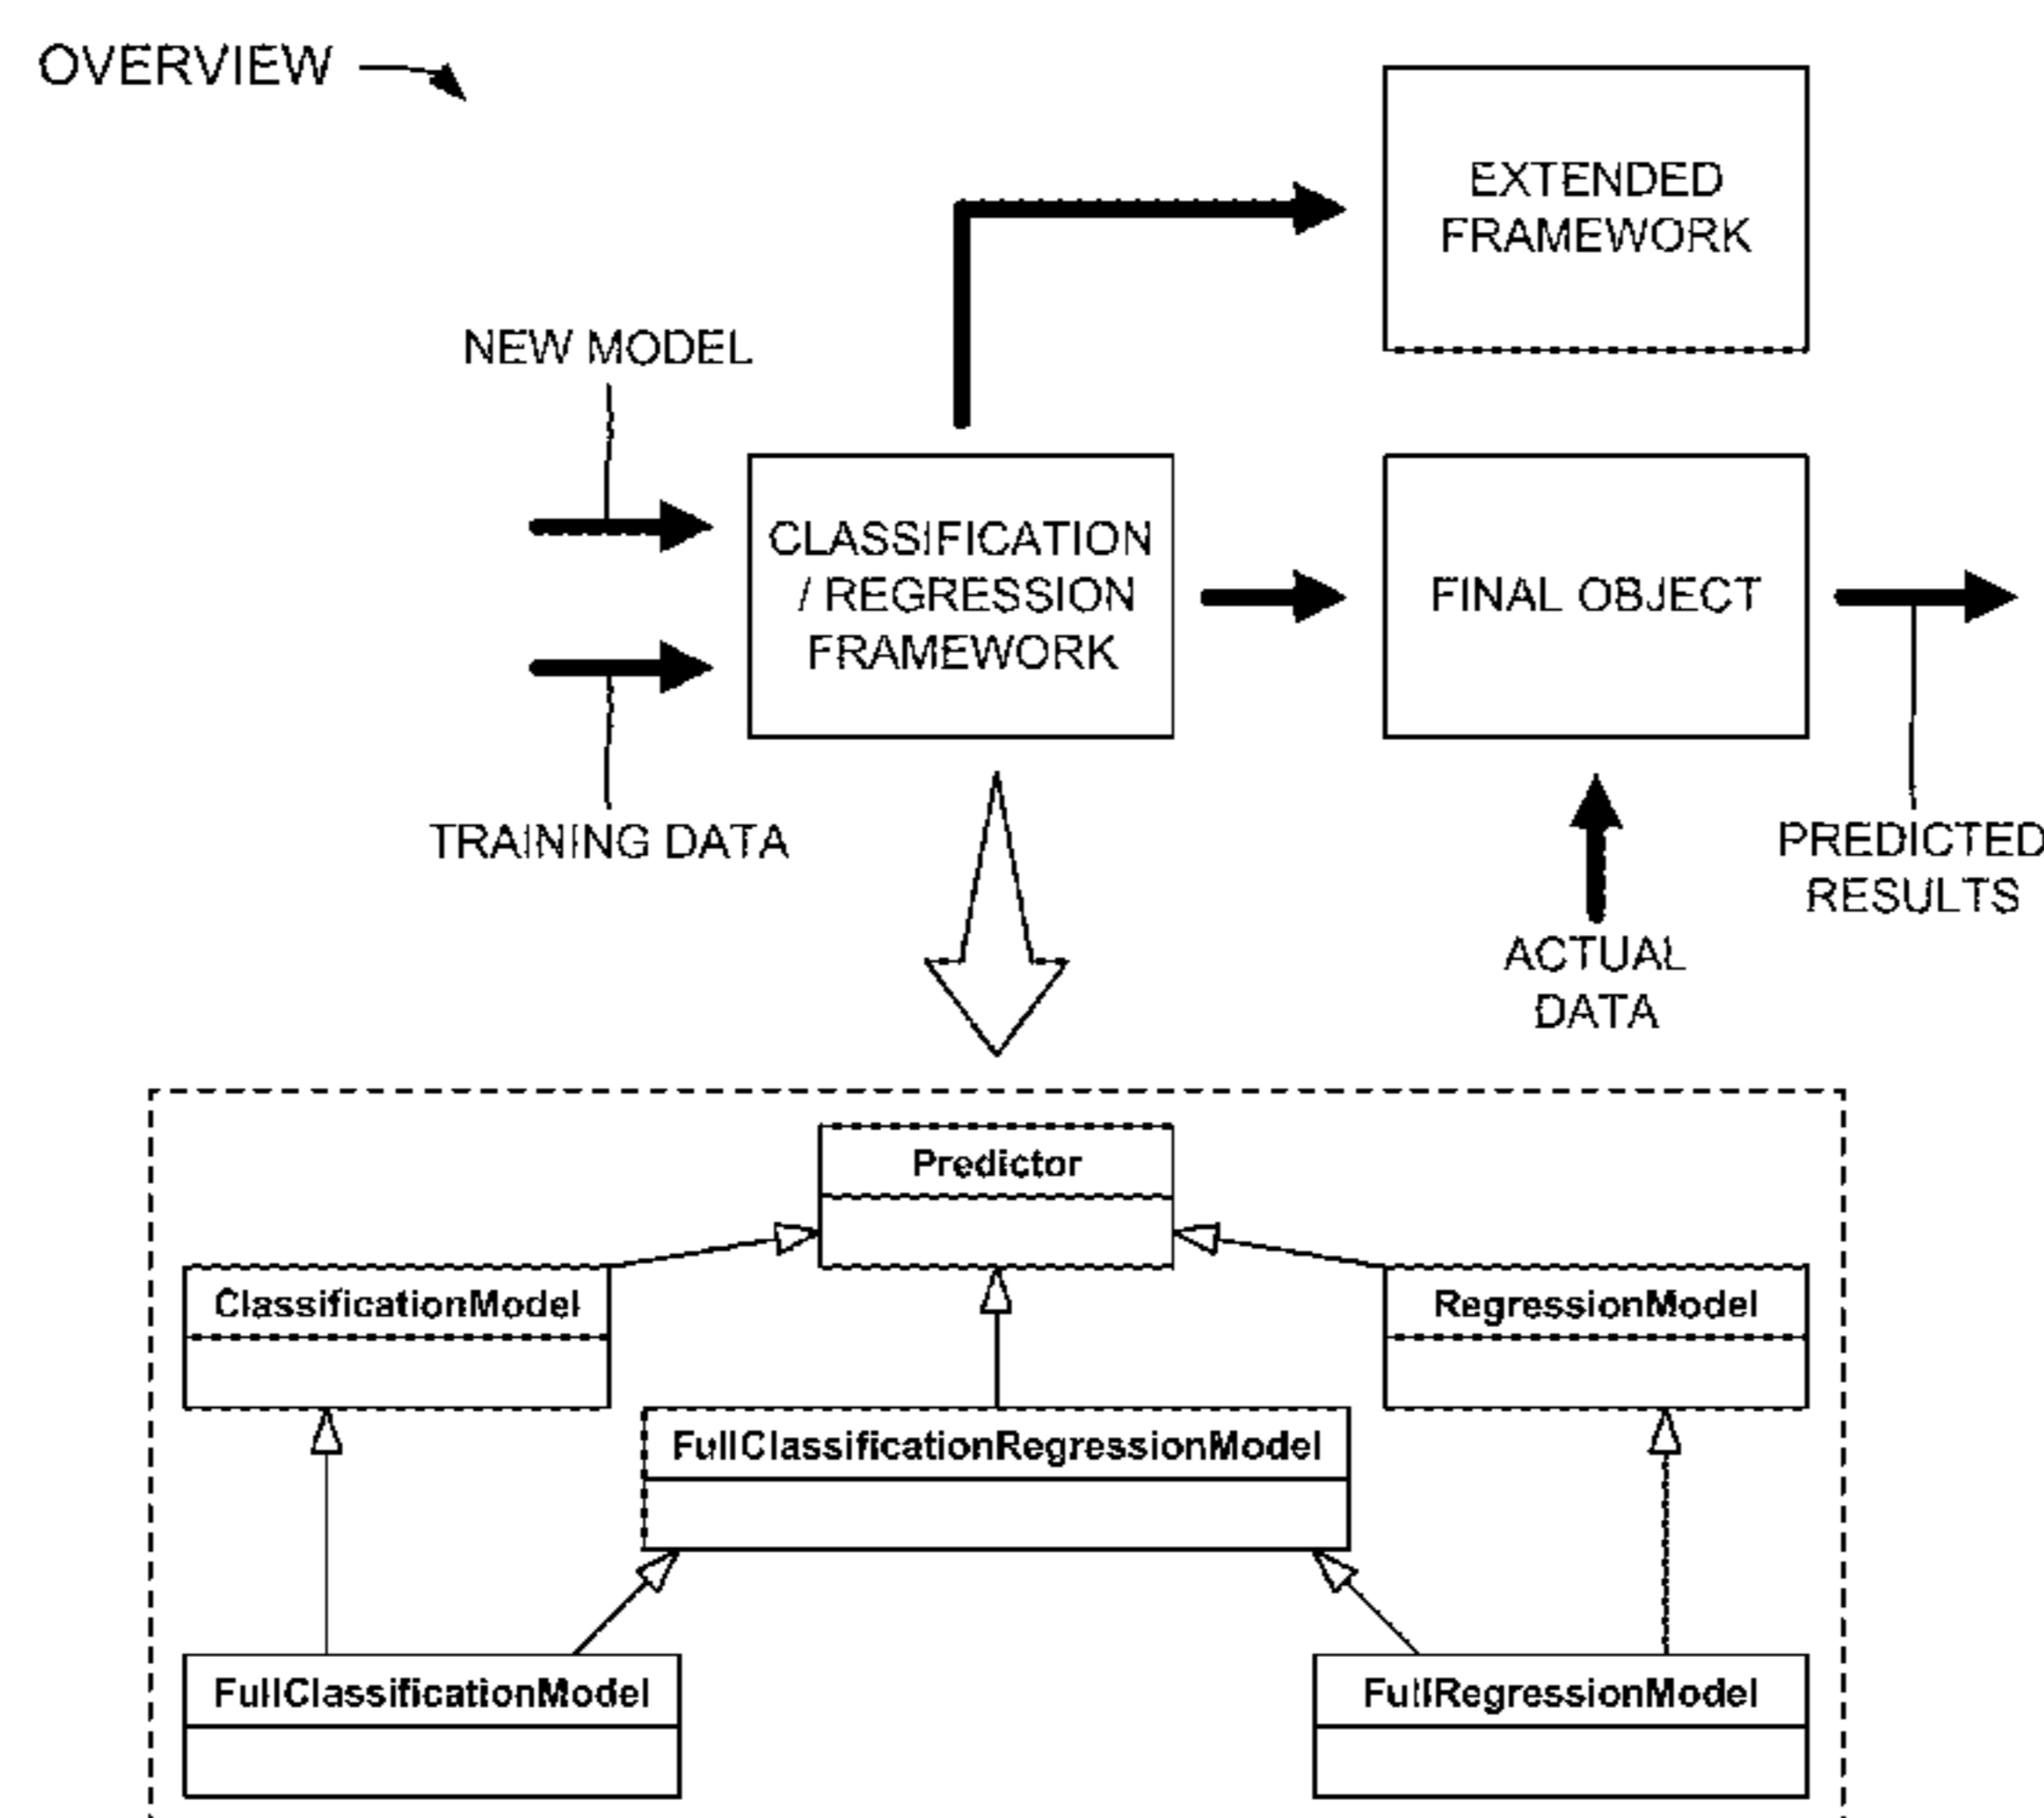 OVERVIEW
EXTENDED
FRAMEWORK
NEW MODEL
CLASSIFICATION
/ REGRESSION
FRAMEWORK
FINAL OBJECT
TRAINING DATA
PREDICTED
RESULTS
ACTUAL
DATA
Predictor
ClassificationModel
RegressionModel
FullClassificationRegressionModel
FullClassificationModel
FullRegressionModel